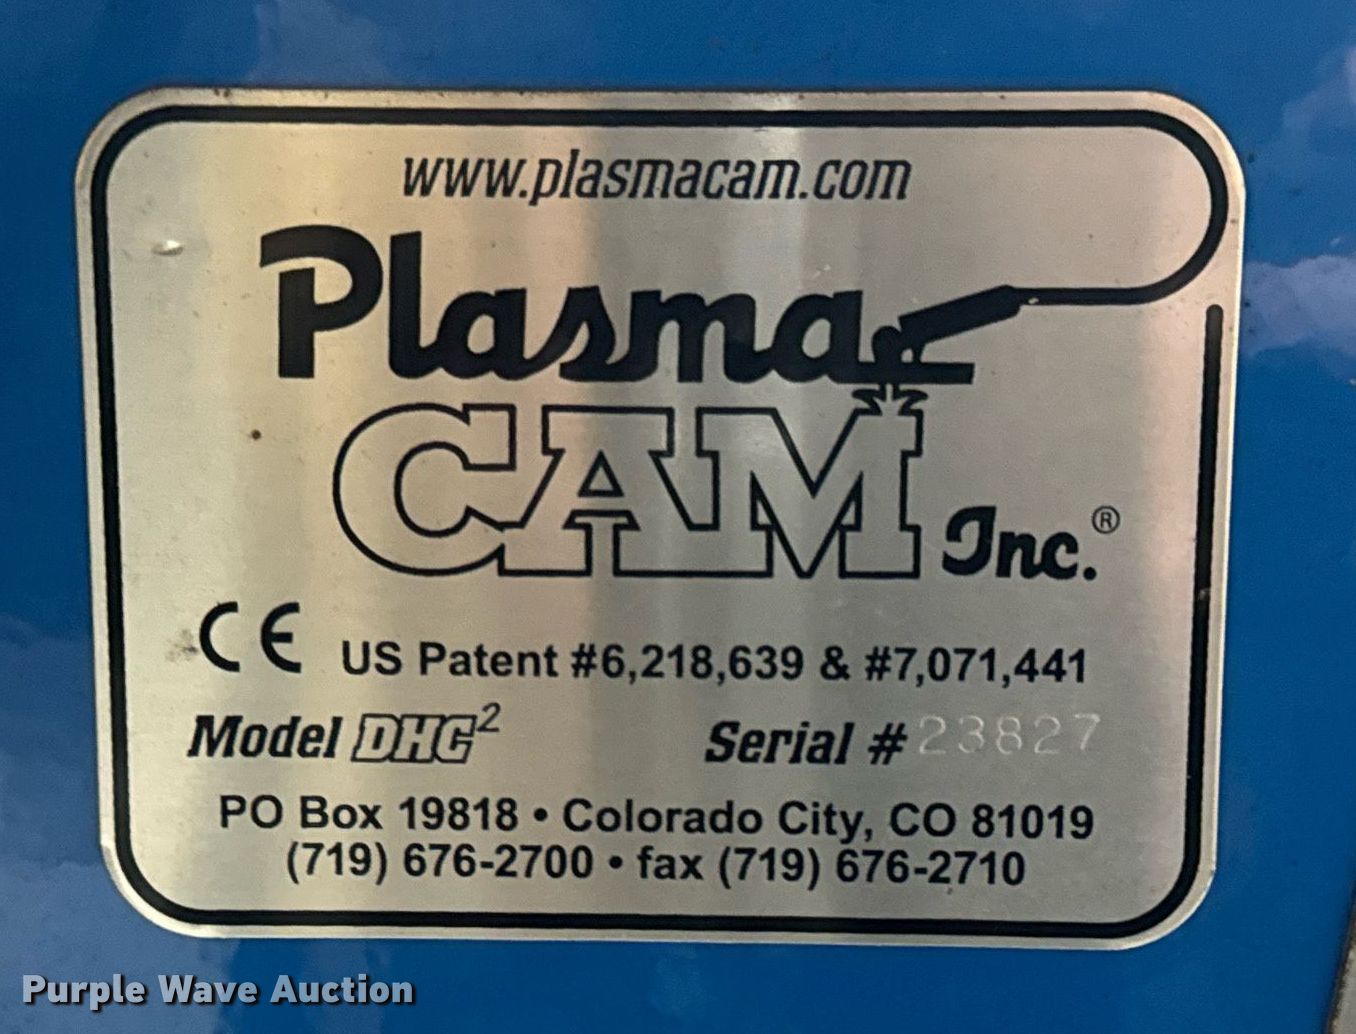 www.plasmacam.com
Plasma
CAM Inc.®
CE US Patent #6,218,639 & #7,071,441
Model DHC² Serial # 23827
PO Box 19818 • Colorado City, CO 81019
(719) 676-2700 • fax (719) 676-2710
Purple Wave Auction